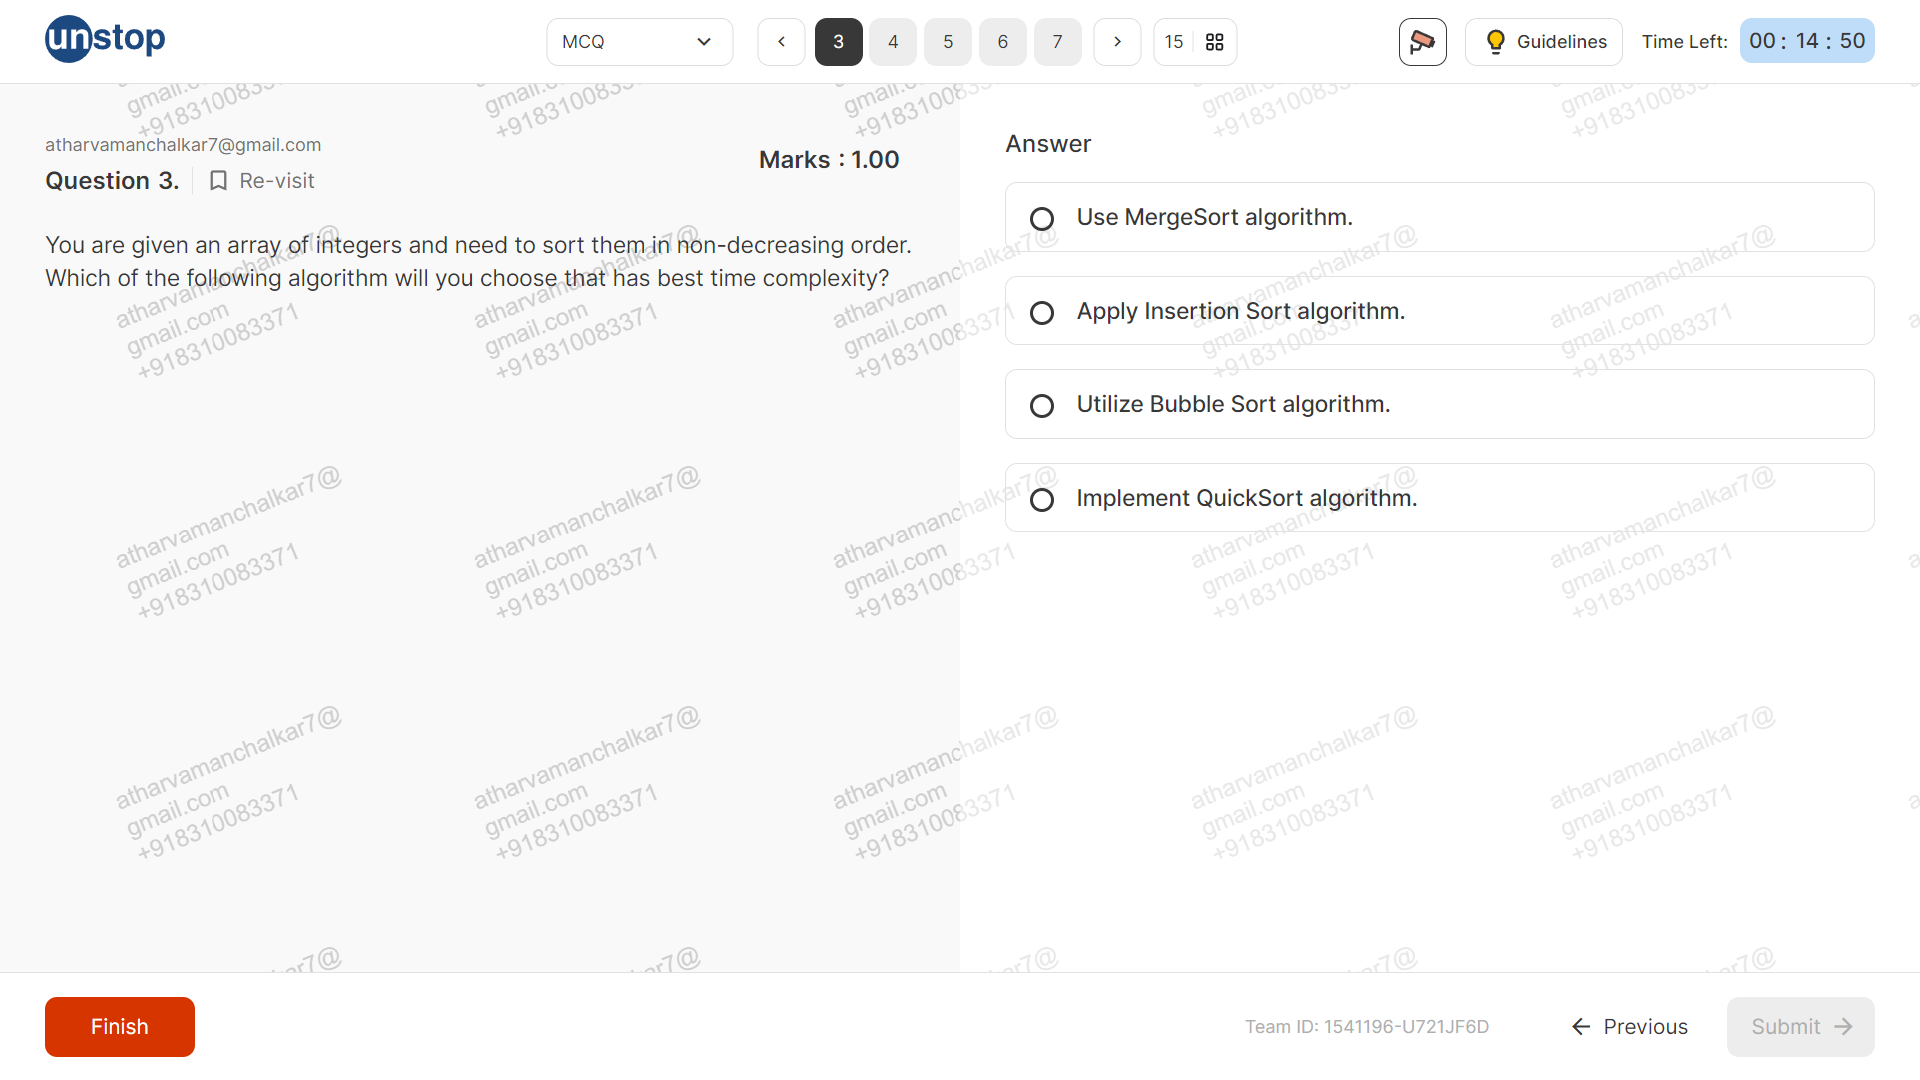 unstop
MCQ
3
4
5
6
7
15
Guidelines
Time Left:
00 : 14 : 50
atharvamanchalkar7@gmail.com
Marks : 1.00
Question 3.
Re-visit
You are given an array of integers and need to sort them in non-decreasing order.
Which of the following algorithm will you choose that has best time complexity?
Answer
Use MergeSort algorithm.
Apply Insertion Sort algorithm.
Utilize Bubble Sort algorithm.
Implement QuickSort algorithm.
atharvamanchalkar7@
gmail.com
+918310083371
Finish
Team ID: 1541196-U721JF6D
Previous
Submit